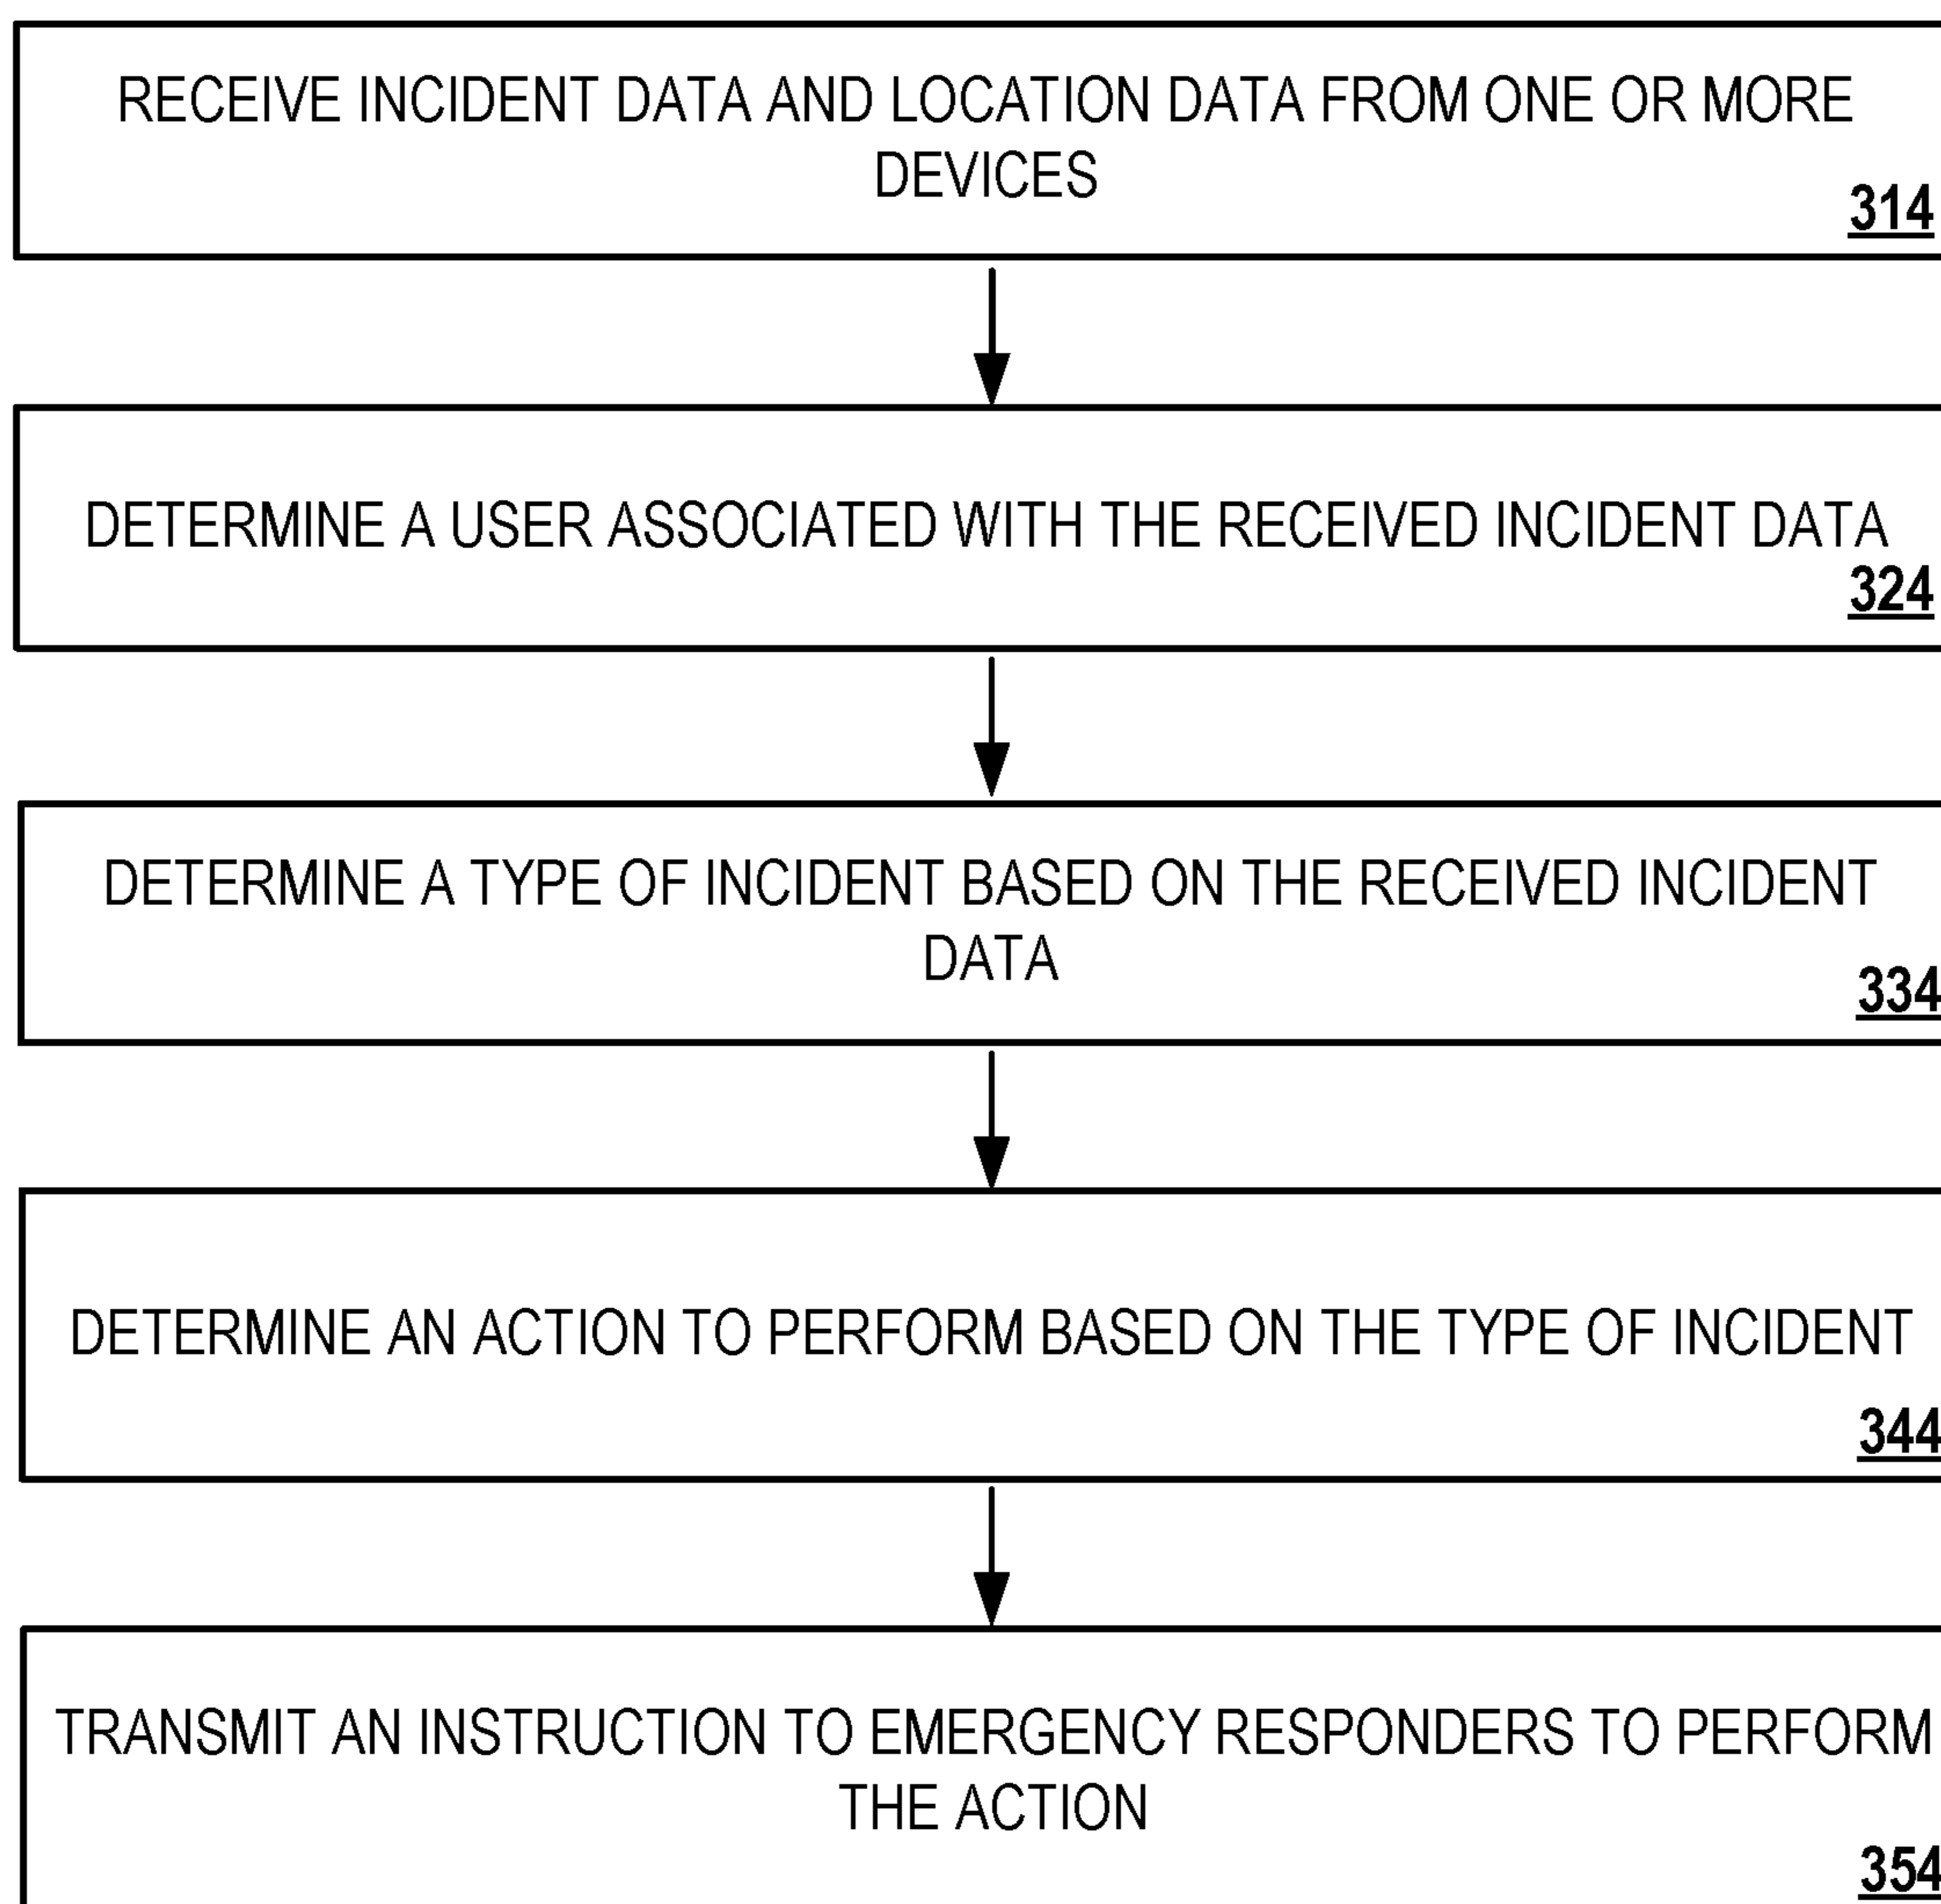 RECEIVE INCIDENT DATA AND LOCATION DATA FROM ONE OR MORE
DEVICES
314
DETERMINE A USER ASSOCIATED WITH THE RECEIVED INCIDENT DATA
324
DETERMINE A TYPE OF INCIDENT BASED ON THE RECEIVED INCIDENT
DATA
334
DETERMINE AN ACTION TO PERFORM BASED ON THE TYPE OF INCIDENT
344
TRANSMIT AN INSTRUCTION TO EMERGENCY RESPONDERS TO PERFORM
THE ACTION
354